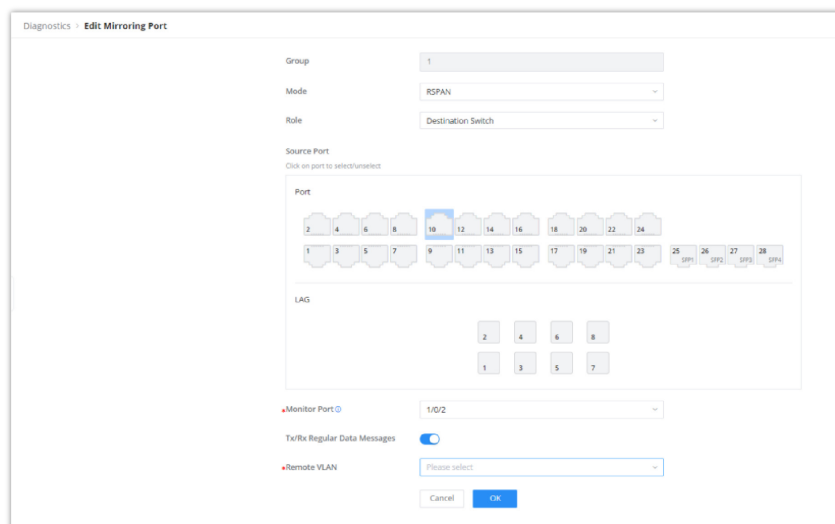 Diagnostics > Edit Mirroring Port
Group 1
Mode RSPAN
Role Destination Switch
Source Port
Click on port to select/unselect
Port
2 4 6 8 10 12 14 16 18 20 22 24
1 3 5 7 9 11 13 15 17 19 21 23 25 26 27 28
SFP1 SFP2 SFP3 SFP4
LAG
2 4 6 8
1 3 5 7
*Monitor Port 1/0/2
Tx/Rx Regular Data Messages
*Remote VLAN Please select
Cancel OK